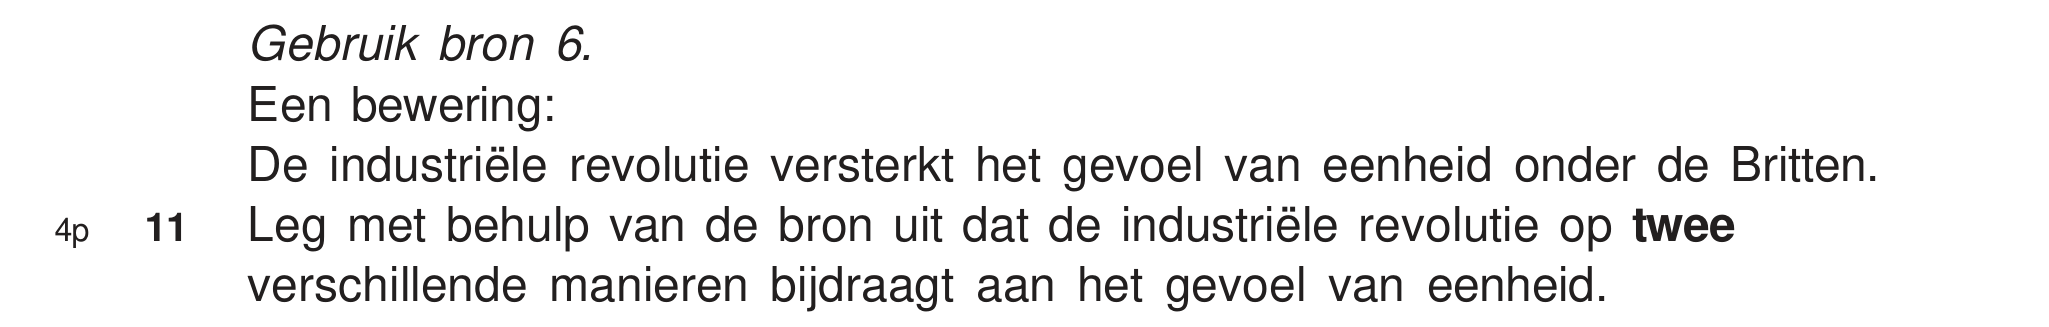 Gebruik bron 6.
Een bewering:
De industriële revolutie versterkt het gevoel van eenheid onder de Britten.
4p 11 Leg met behulp van de bron uit dat de industriële revolutie op twee
verschillende manieren bijdraagt aan het gevoel van eenheid.